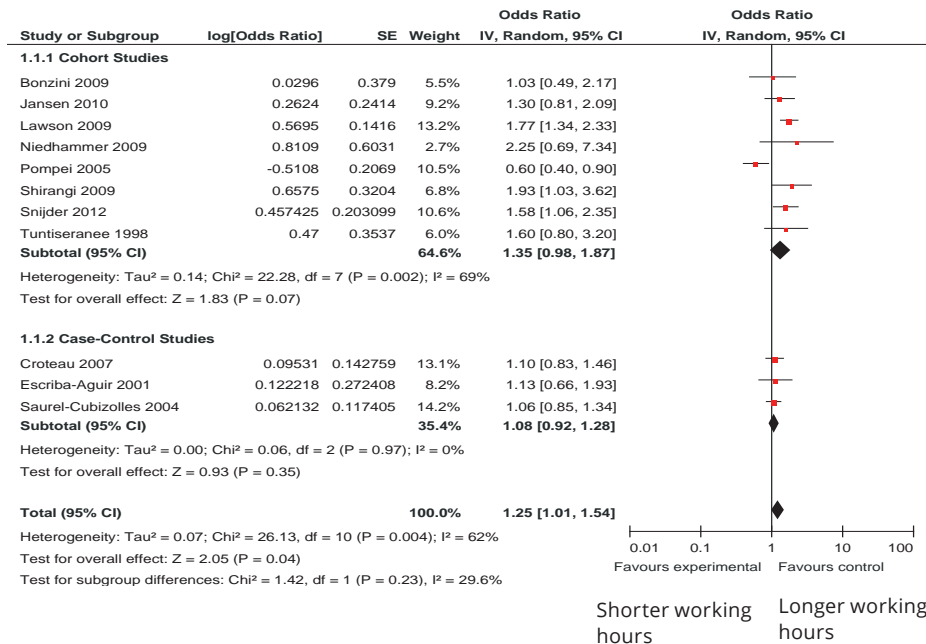 Odds Ratio Odds Ratio
Study or Subgroup log[Odds Ratio] SE Weight IV, Random, 95% CI IV, Random, 95% CI
1.1.1 Cohort Studies
Bonzini 2009 0.0296 0.379 5.5% 1.03 [0.49, 2.17]
Jansen 2010 0.2624 0.2414 9.2% 1.30 [0.81, 2.09]
Lawson 2009 0.5695 0.1416 13.2% 1.77 [1.34, 2.33]
Niedhammer 2009 0.8109 0.6031 2.7% 2.25 [0.69, 7.34]
Pompei 2005 -0.5108 0.2069 10.5% 0.60 [0.40, 0.90]
Shirangi 2009 0.6575 0.3204 6.8% 1.93 [1.03, 3.62]
Snijder 2012 0.457425 0.203099 10.6% 1.58 [1.06, 2.35]
Tuntiseranee 1998 0.47 0.3537 6.0% 1.60 [0.80, 3.20]
Subtotal (95% CI) 64.6% 1.35 [0.98, 1.87]
Heterogeneity: Tau² = 0.14; Chi² = 22.28, df = 7 (P = 0.002); I² = 69%
Test for overall effect: Z = 1.83 (P = 0.07)
1.1.2 Case-Control Studies
Croteau 2007 0.09531 0.142759 13.1% 1.10 [0.83, 1.46]
Escriba-Aguir 2001 0.122218 0.272408 8.2% 1.13 [0.66, 1.93]
Saurel-Cubizolles 2004 0.062132 0.117405 14.2% 1.06 [0.85, 1.34]
Subtotal (95% CI) 35.4% 1.08 [0.92, 1.28]
Heterogeneity: Tau² = 0.00; Chi² = 0.06, df = 2 (P = 0.97); I² = 0%
Test for overall effect: Z = 0.93 (P = 0.35)
Total (95% CI) 100.0% 1.25 [1.01, 1.54]
Heterogeneity: Tau² = 0.07; Chi² = 26.13, df = 10 (P = 0.004); I² = 62%
Test for overall effect: Z = 2.05 (P = 0.04)
Test for subgroup differences: Chi² = 1.42, df = 1 (P = 0.23), I² = 29.6%
0.01 0.1 1 10 100
Favours experimental Favours control
Shorter working Longer working
hours hours